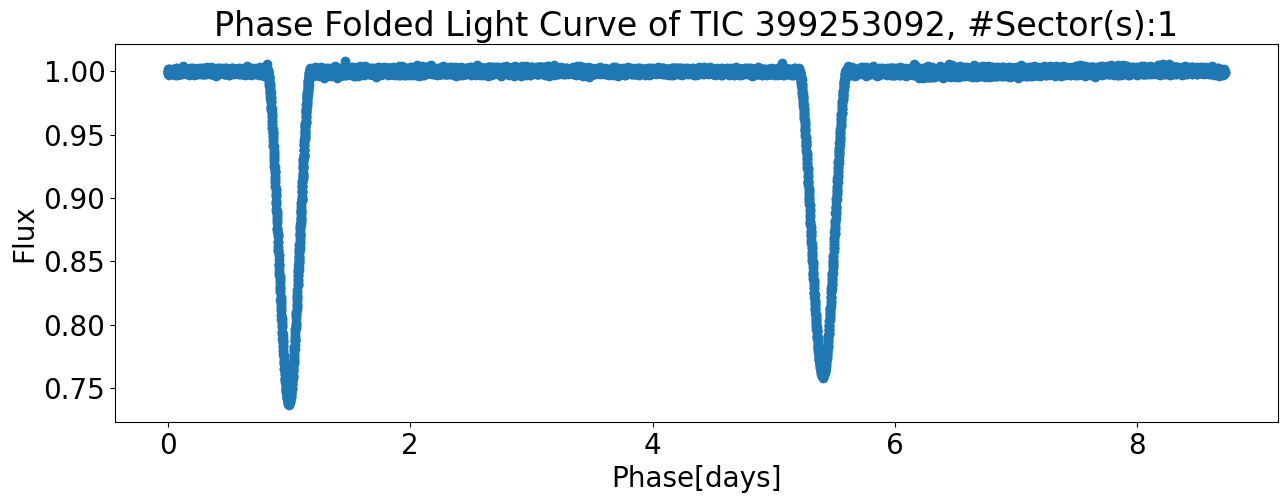 Phase Folded Light Curve of TIC 399253092, #Sector(s):1
1.00
0.95
0.90
0.85
0.80
0.75
Flux
0 2 4 6 8
Phase[days]